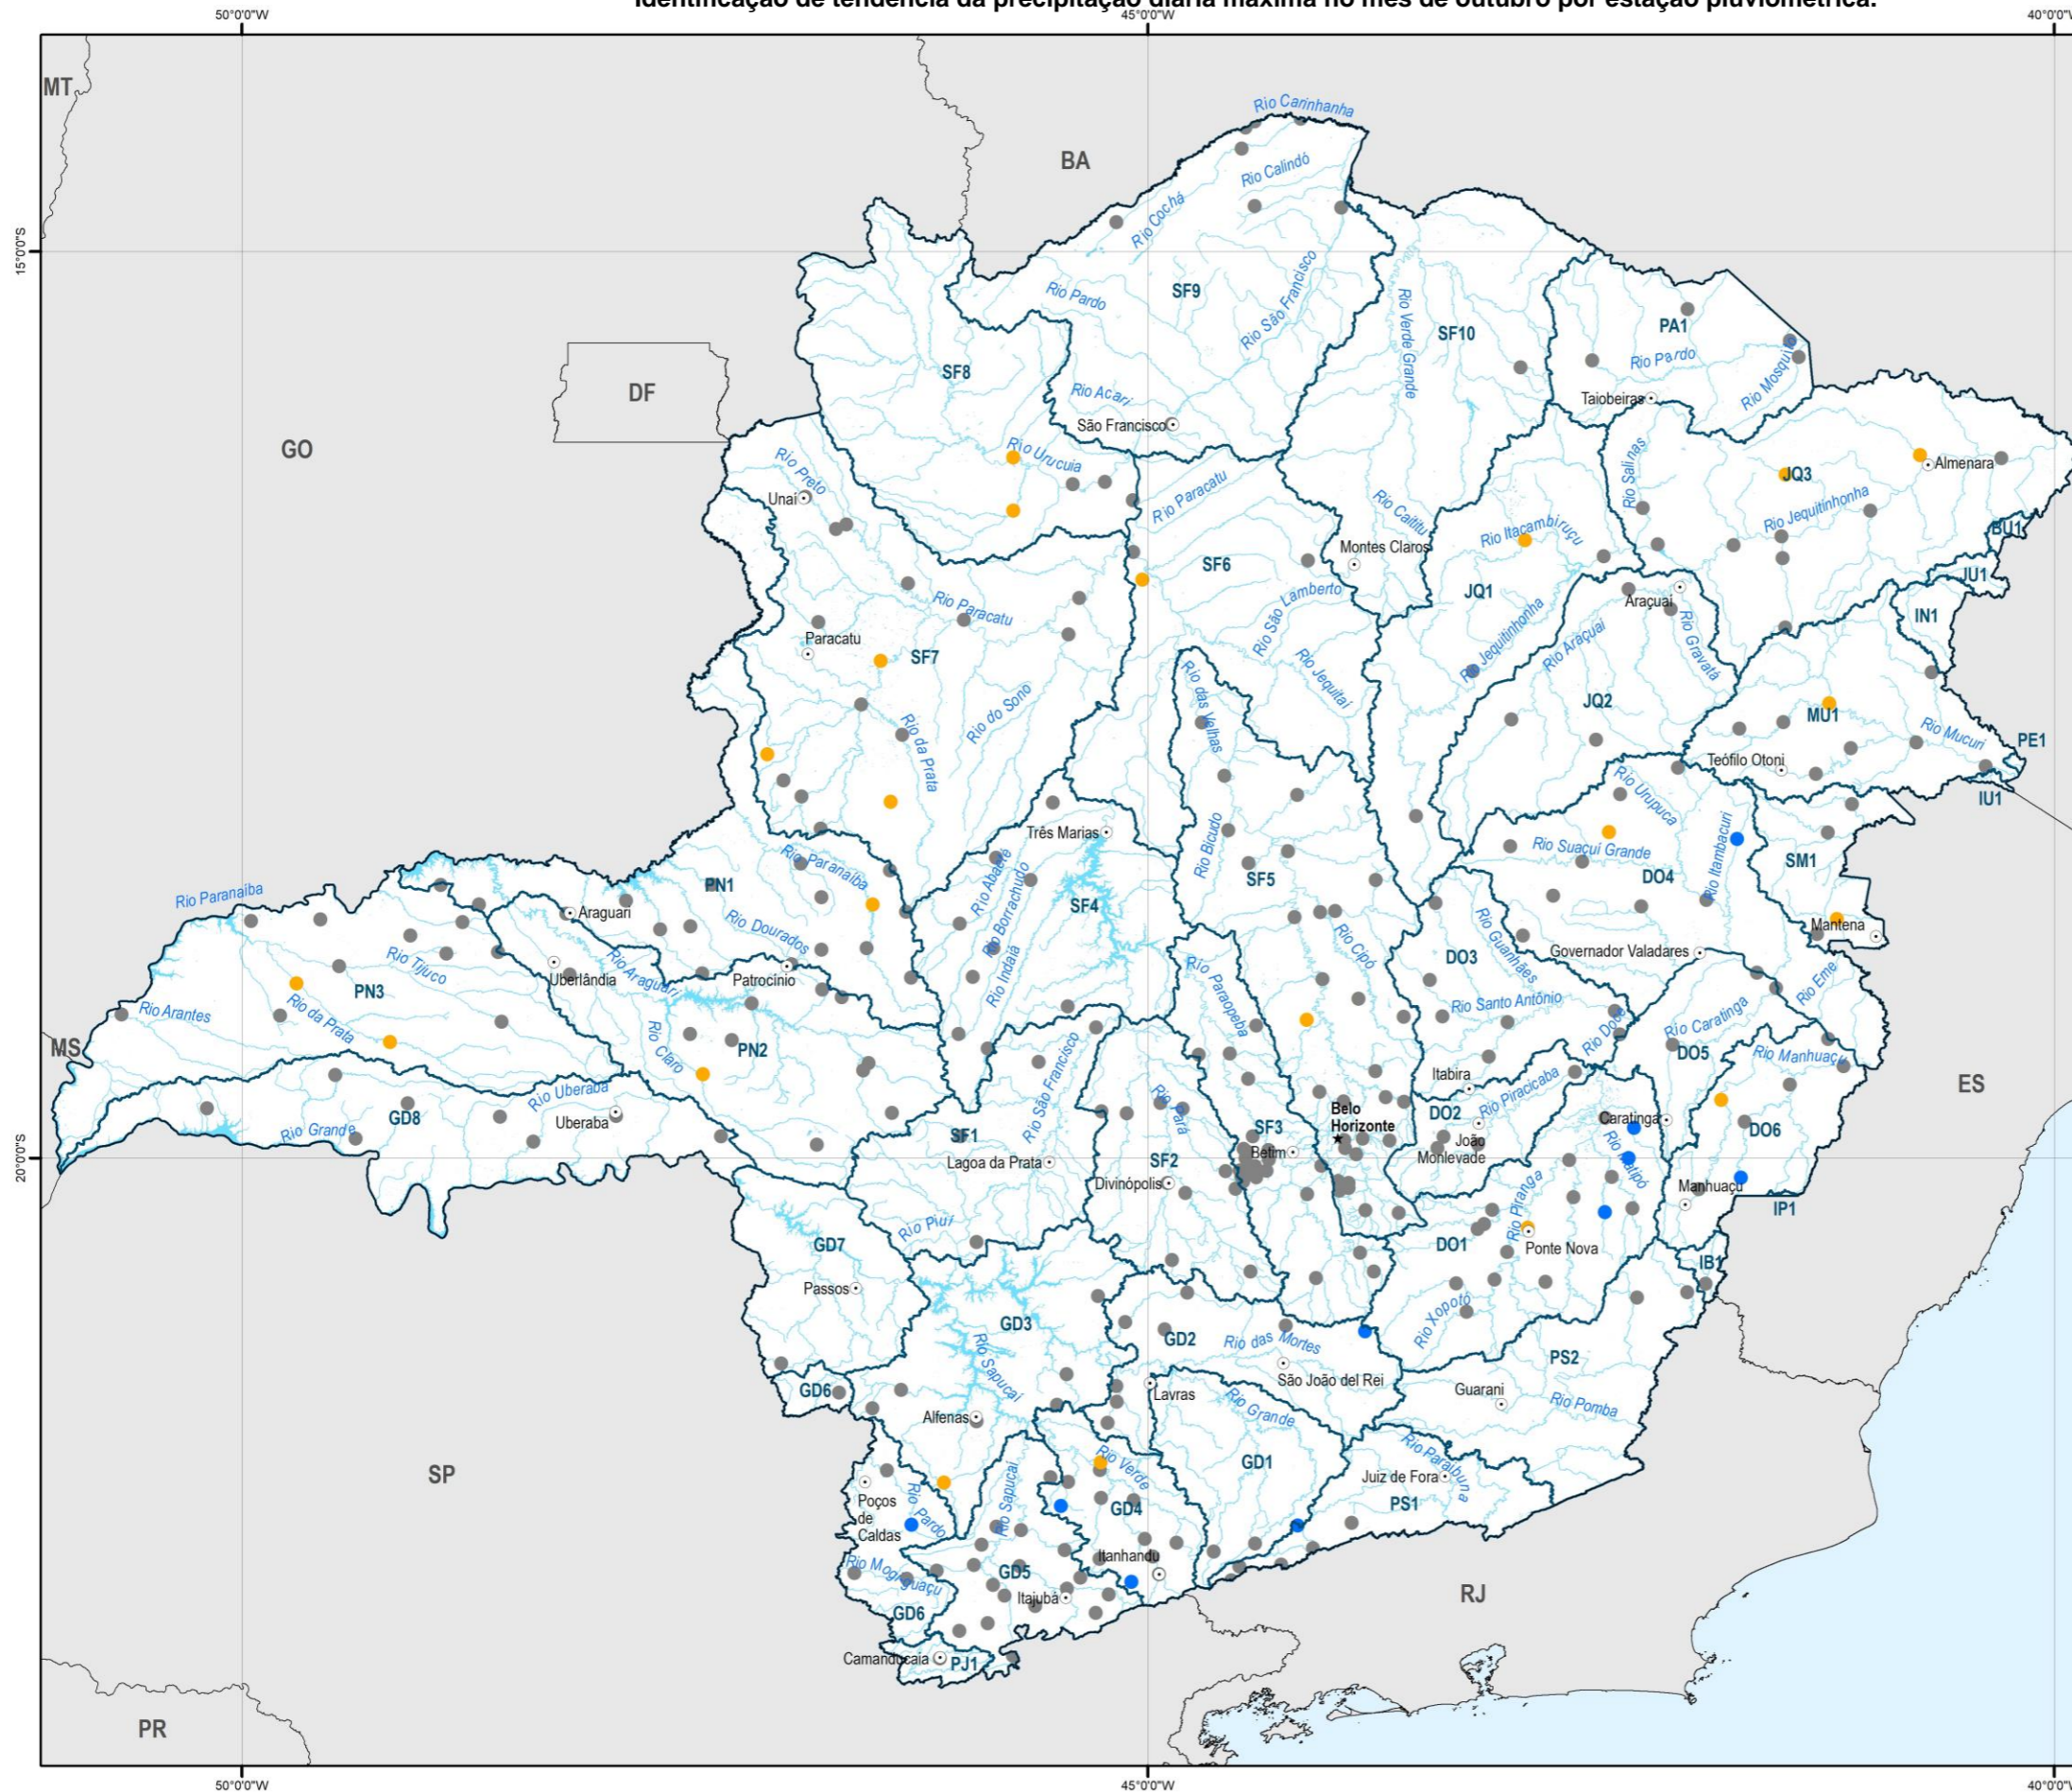 Identificação de tendência da precipitação diária máxima no mês de outubro por estação pluviométrica.
50°0'0"W
45°0'0"W
40°0'0"W
MT
Rio Carinhanha
BA
Rio Calindó
Rio Cochá
15°0'0"S
Rio Pardo
SF9
Rio São Francisco
Rio Verde Grande
SF10
PA1
DF
SF8
Rio Pardo
Rio Mosquito
Rio Acari
Taiobeiras
São Francisco
GO
Rio Urucuia
Rio Preto
Rio Salinas
Almenara
JQ3
Unaí
Rio Paracatu
Rio Caititu
Rio Jequitinhonha
Rio Itacambiruçu
BU1
Montes Claros
SF6
JU1
JQ1
Rio São Lamberto
Araçuaí
Rio Paracatu
IN1
Paracatu
SF7
Rio Jequitinhonha
Rio Araçuaí
Rio Gravatá
Rio das Velhas
Rio Jequitaí
JQ2
Rio do Sono
MU1
Rio Mucuri
PE1
Rio da Prata
Teófilo Otoni
IU1
Rio Urupuca
Três Marias
Rio Bicudo
Rio Suaçuí Grande
Rio Itambacuri
SM1
Rio Paranaíba
Rio Abaeté
Rio Borrachudo
SF5
DO4
Rio Paranaíba
PN1
SF4
Araguari
Rio Dourados
Mantena
Rio Cipó
Rio Guanhães
Governador Valadares
Rio Tijuco
Rio Indaiá
DO3
Uberlândia
Rio Araguari
Patrocínio
Rio Paraopeba
Rio Eme
PN3
Rio Arantes
Rio da Prata
Rio Santo Antônio
Rio Caratinga
Rio Doce
MS
Rio Claro
PN2
Rio São Francisco
DO5
Rio Manhuaçu
Itabira
ES
Rio Uberaba
Rio Pará
Rio Piracicaba
GD8
Uberaba
DO2
Caratinga
Belo
Horizonte
Rio Grande
SF1
SF3
DO6
João
Monlevade
20°0'0"S
Lagoa da Prata
SF2
Betim
Rio Matipó
Divinópolis
Manhuaçu
Rio Piranga
IP1
Rio Piuí
GD7
DO1
Ponte Nova
IB1
Passos
GD3
Rio Xopotó
GD2
Rio das Mortes
Rio Sapucaí
PS2
GD6
São João del Rei
Lavras
Guarani
Alfenas
Rio Grande
Rio Pomba
Rio Verde
Rio Paraibuna
SP
GD1
Juiz de Fora
Poços
de
Caldas
Rio Sapucaí
PS1
Rio Pardo
GD4
Itanhandu
Rio Mogi-guaçu
GD5
Itajubá
RJ
GD6
Camanducaia
PJ1
PR
50°0'0"W
45°0'0"W
40°0'0"W